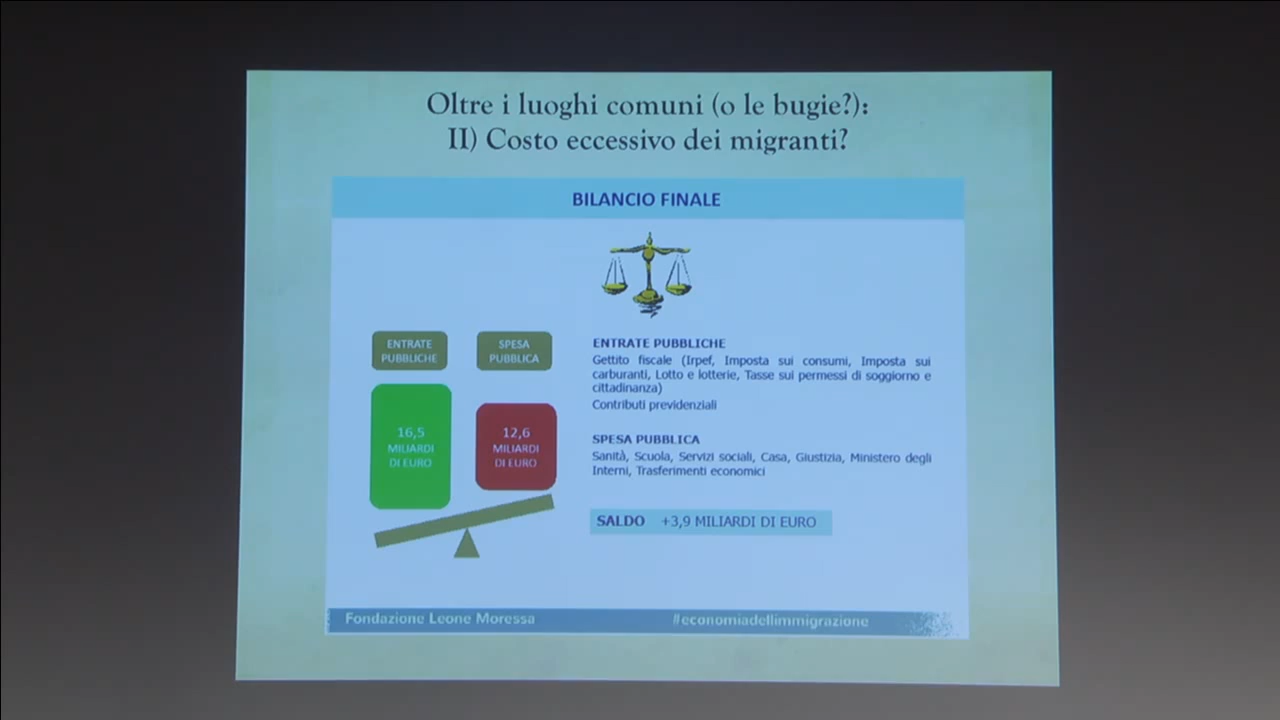 Oltre i luoghi comuni (o le bugie?):
II) Costo eccessivo dei migranti?
BILANCIO FINALE
ENTRATE
PUBBLICHE
SPESA
PUBBLICA
16,5
MILIARDI
DI EURO
12,6
MILIARDI
DI EURO
ENTRATE PUBBLICHE
Gettito fiscale (Irpef, Imposta sui consumi, Imposta sui
carburanti, Lotto e lotterie, Tasse sui permessi di soggiorno e
cittadinanza)
Contributi previdenziali
SPESA PUBBLICA
Sanità, Scuola, Servizi sociali, Casa, Giustizia, Ministero degli
Interni, Trasferimenti economici
SALDO +3,9 MILIARDI DI EURO
Fondazione Leone Moressa
#economiadellimmigrazione